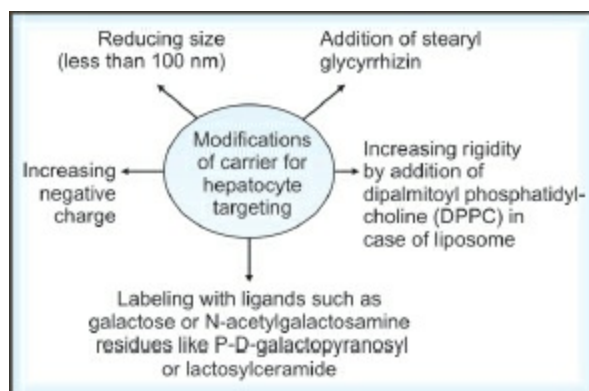 Reducing size
(less than 100 nm)
Addition of stearyl
glycyrrhizin
Modifications
of carrier for
hepatocyte
targeting
Increasing
negative
charge
Increasing rigidity
by addition of
dipalmitoyl phosphatidyl-
choline (DPPC) in
case of liposome
Labeling with ligands such as
galactose or N-acetylgalactosamine
residues like P-D-galactopyranosyl
or lactosylceramide